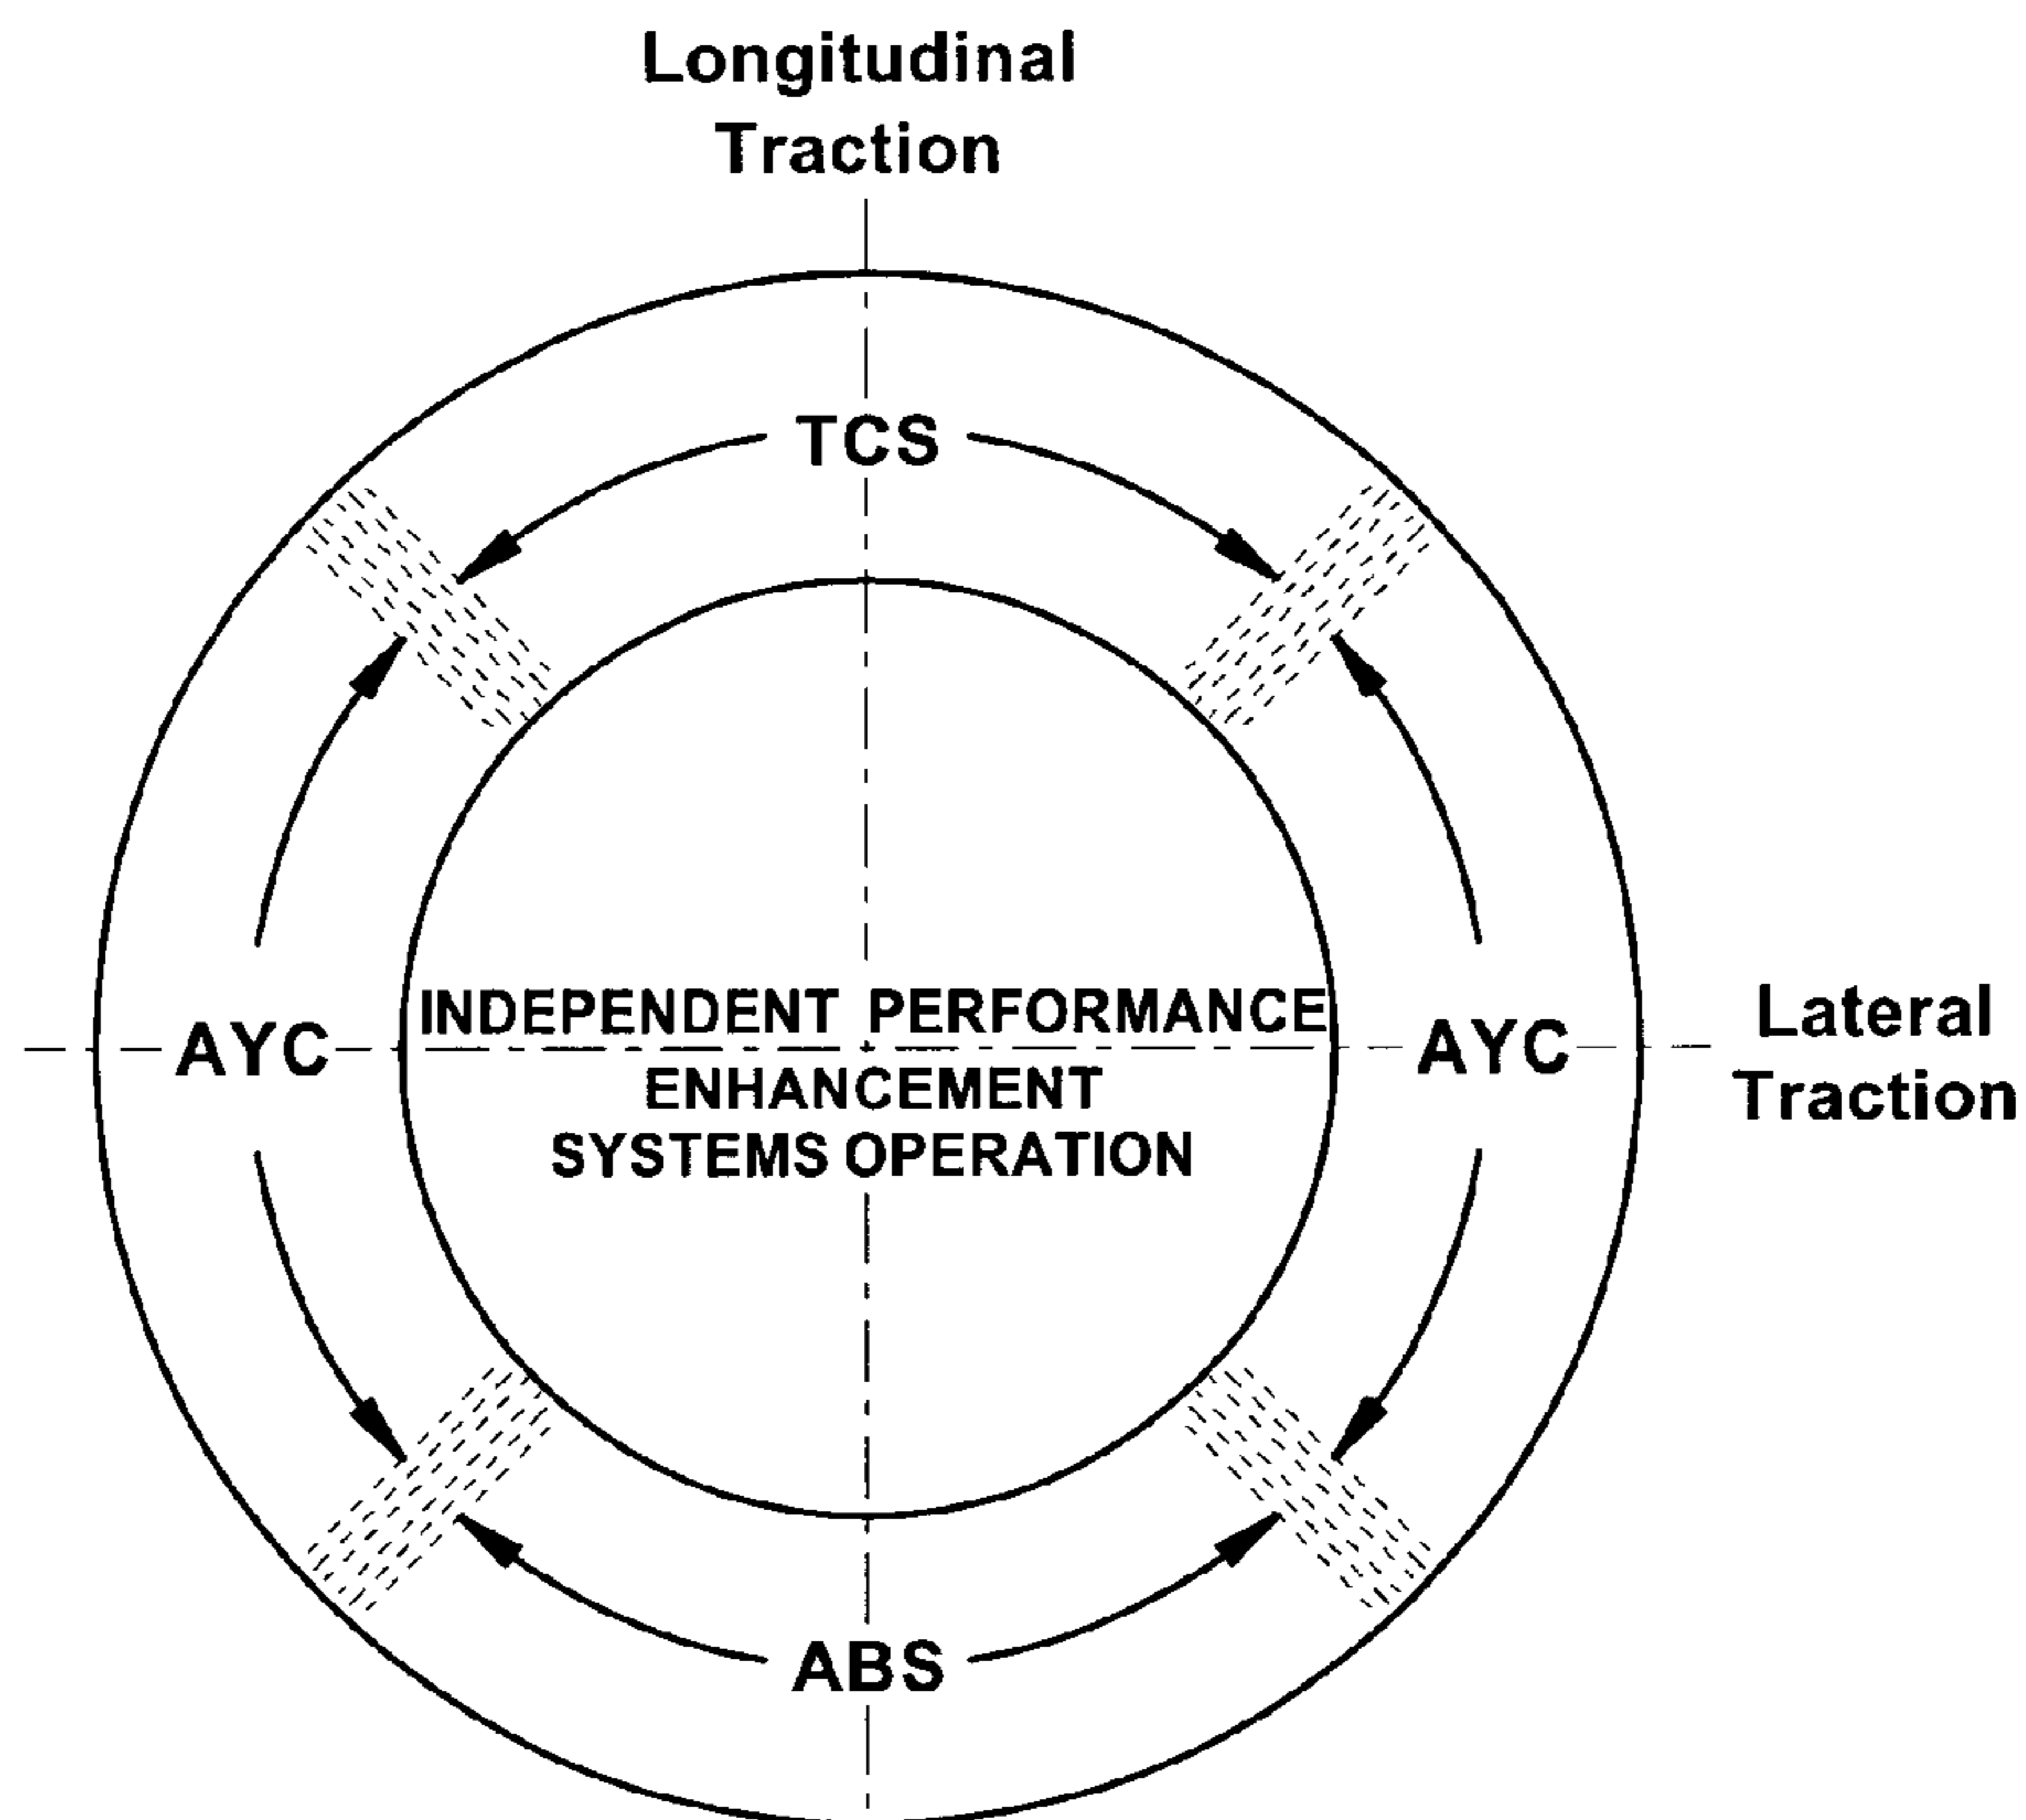 Longitudinal
Traction
TCS
INDEPENDENT PERFORMANCE
AYC
AYC
Lateral
Traction
ENHANCEMENT
SYSTEMS OPERATION
ABS